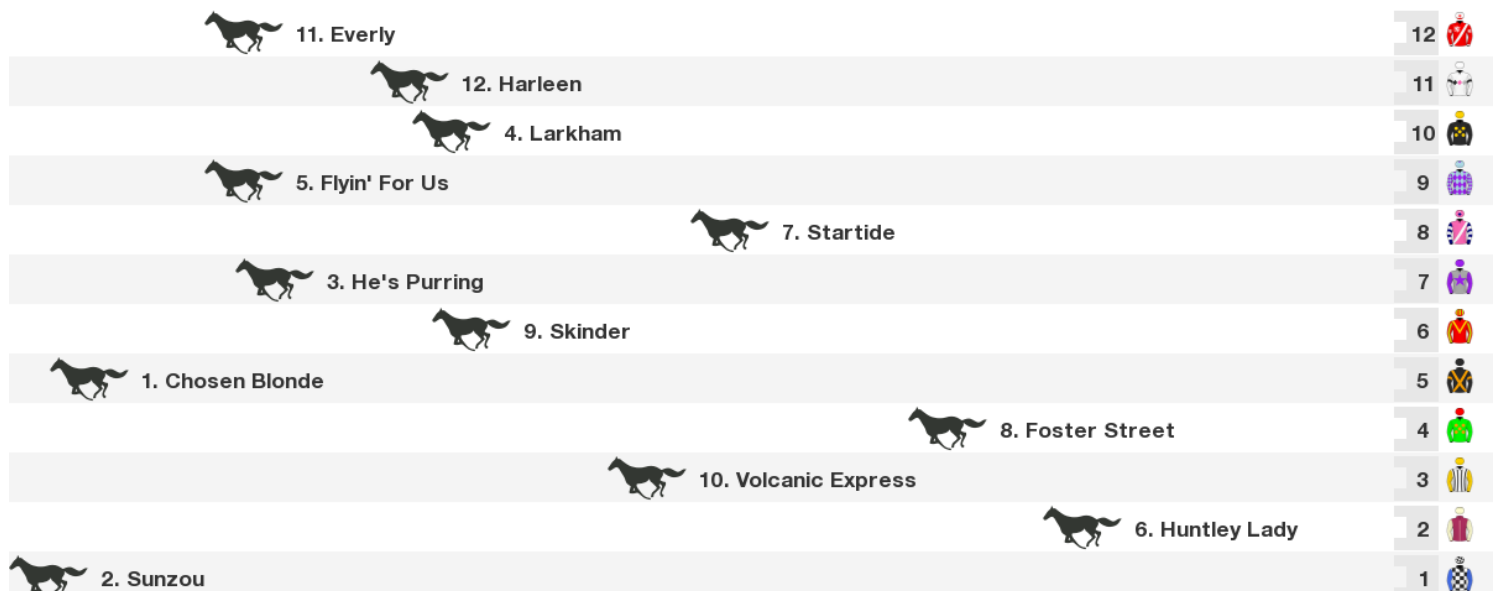 11. Everly 12
12. Harleen 11
4. Larkham 10
5. Flyin' For Us 9
7. Startide 8
3. He's Purring 7
9. Skinder 6
1. Chosen Blonde 5
8. Foster Street 4
10. Volcanic Express 3
6. Huntley Lady 2
2. Sunzou 1